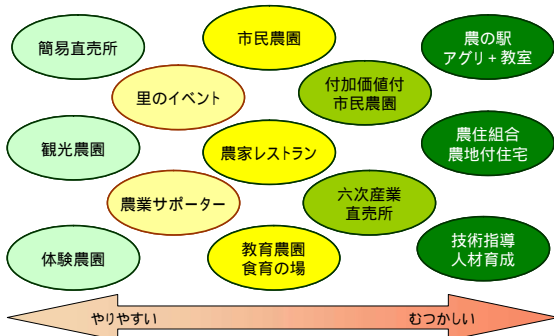 簡易直売所
里のイベント
市民農園
付加価値付
市民農園
農の駅
アグリ+教室
観光農園
農業サポーター
農家レストラン
六次産業
直売所
農住組合
農地付住宅
体験農園
教育農園
食育の場
技術指導
人材育成
やりやすい
むつかしい